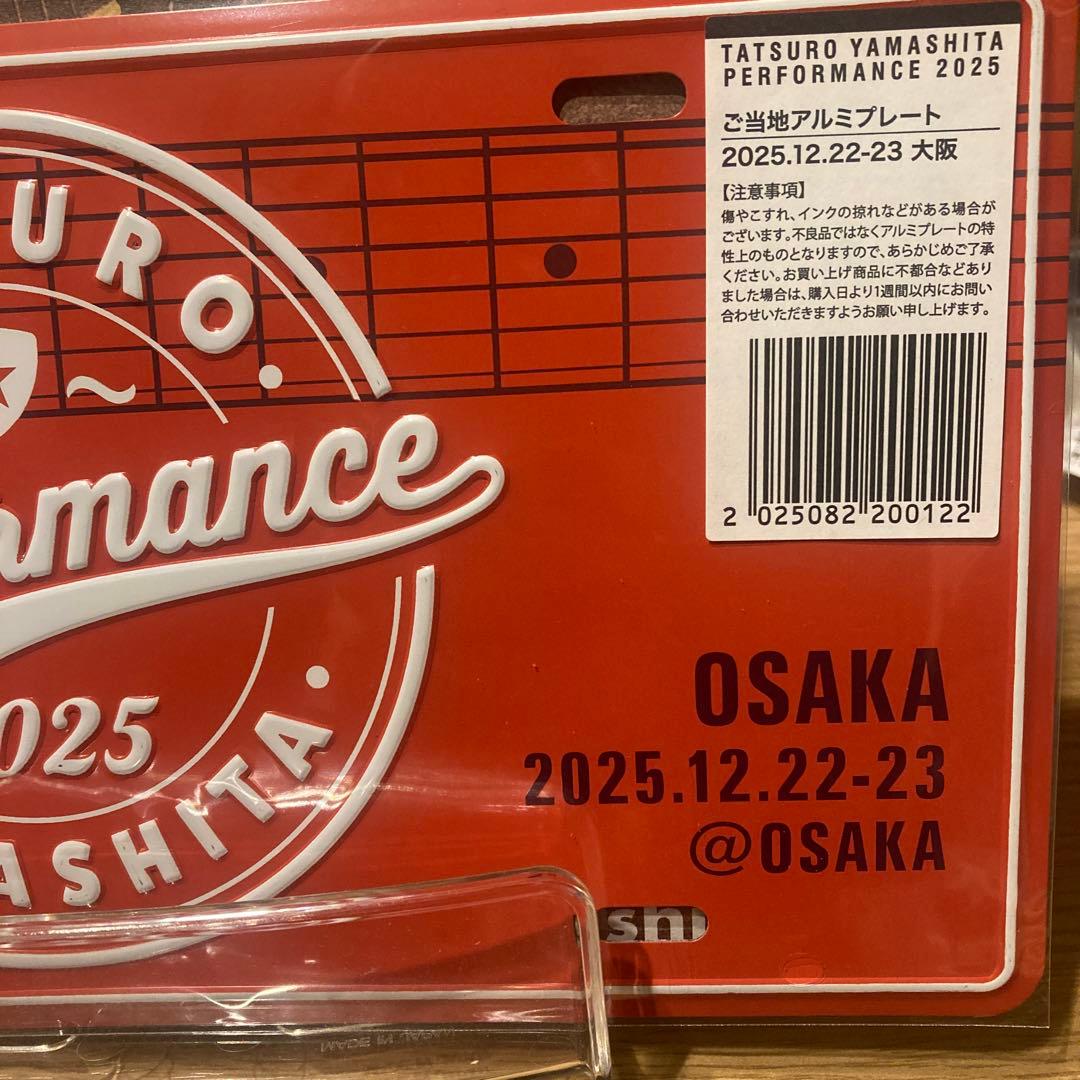 TATSURO YAMASHITA
PERFORMANCE 2025
ご当地アルミプレート
2025.12.22-23 大阪
【注意事項】
傷やこすれ、インクの掠れなどがある場合が
ございます。不良品ではなくアルミプレートの特
性上のものとなりますので、あらかじめご了承
ください。お買い上げ商品に不都合などあり
ました場合は、購入日より1週間以内にお問い
合わせいただきますようお願い申し上げます。
2 025082 200122
URO
rmance
025
ASHITA
OSAKA
2025.12.22-23
@OSAKA